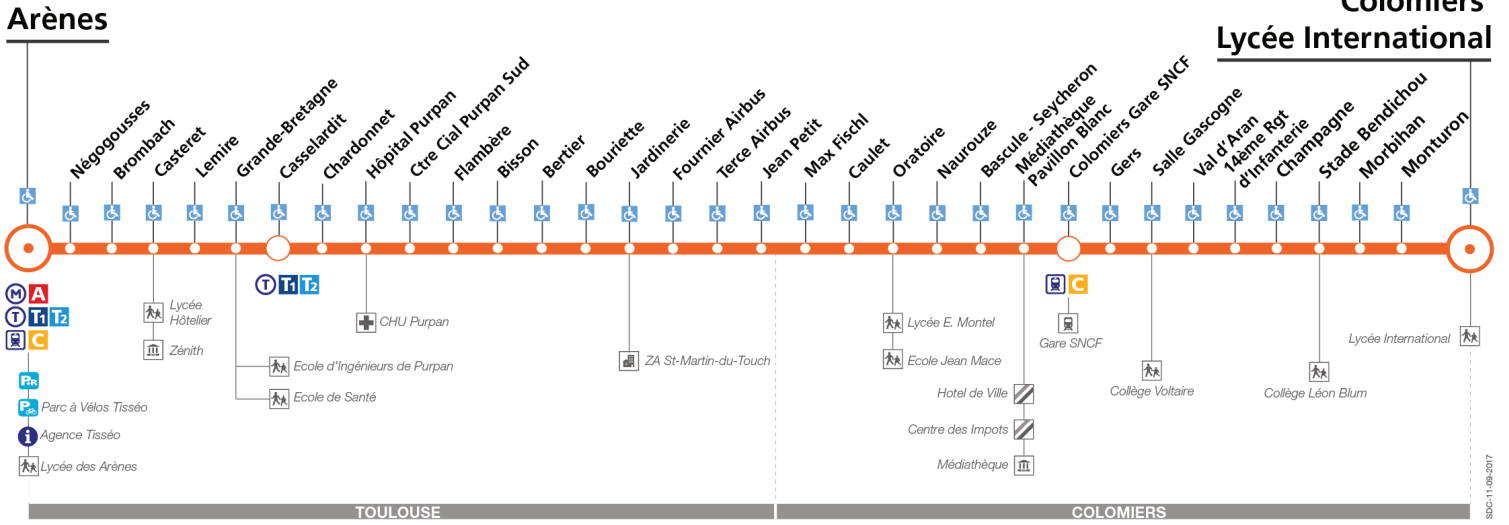 Arènes
Colomiers
Lycée International
Négogousses
Brombach
Casteret
Lemire
Grande-Bretagne
Casselardit
Chardonnet
Hôpital Purpan
Ctre Cial Purpan Sud
Flambère
Bisson
Bertier
Bouriette
Jardinerie
Fournier Airbus
Terce Airbus
Jean Petit
Max Fischl
Caulet
Oratoire
Naurouze
Bascule - Seycheron
Médiathèque
Pavillon Blanc
Colomiers Gare SNCF
Gers
Salle Gascogne
Val d'Aran
14ème Rgt
d'Infanterie
Champagne
Stade Bendichou
Morbihan
Monturon
M A
T T1 T2
C
T T1 T2
C
P+R
Parc à Vélos Tisséo
Agence Tisséo
Lycée des Arènes
Lycée
Hôtelier
Zénith
Ecole d'Ingénieurs de Purpan
Ecole de Santé
CHU Purpan
ZA St-Martin-du-Touch
Lycée E. Montel
Ecole Jean Mace
Hotel de Ville
Centre des Impots
Médiathèque
Gare SNCF
Collège Voltaire
Collège Léon Blum
Lycée International
TOULOUSE
COLOMIERS
SDC-11-09-2017